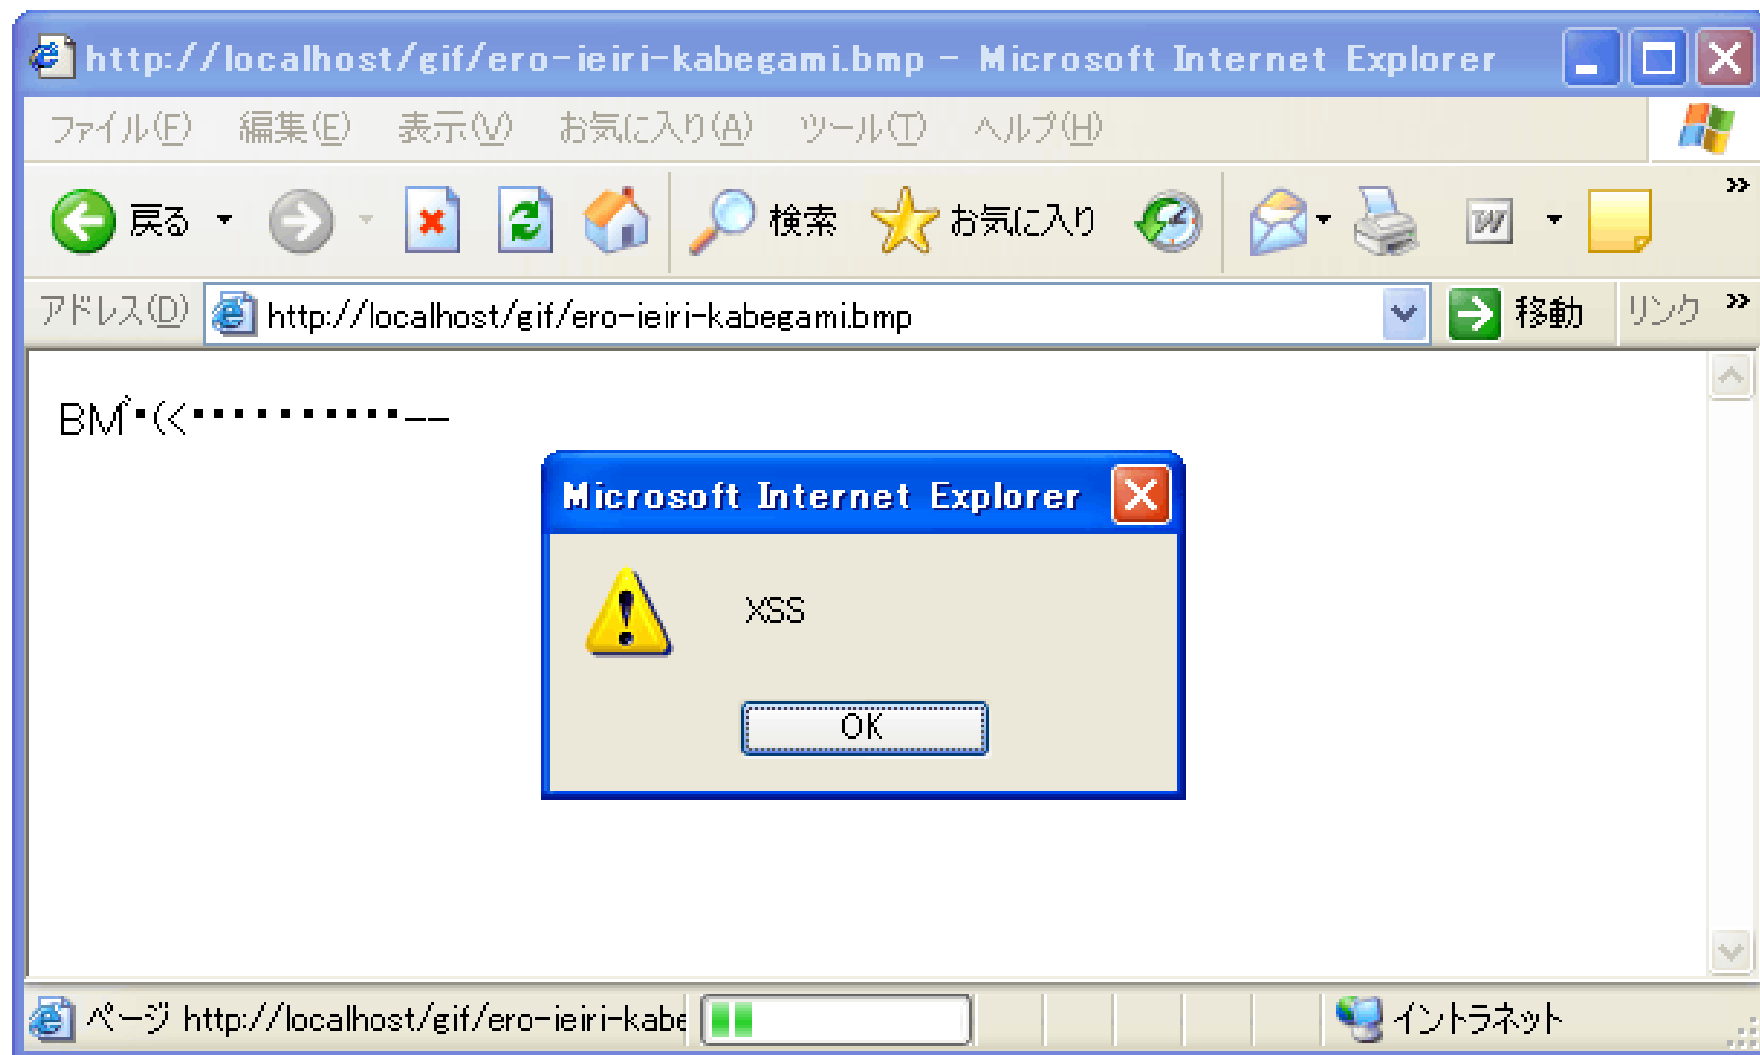 http://localhost/gif/ero-ieiri-kabegami.bmp - Microsoft Internet Explorer
ファイル(F) 編集(E) 表示(V) お気に入り(A) ツール(T) ヘルプ(H)
戻る 検索 お気に入り W »
アドレス(D) http://localhost/gif/ero-ieiri-kabegami.bmp 移動 リンク »
BMﾞ・(<・・・・・・・・・・--
Microsoft Internet Explorer
XSS
OK
ページ http://localhost/gif/ero-ieiri-kabe イントラネット